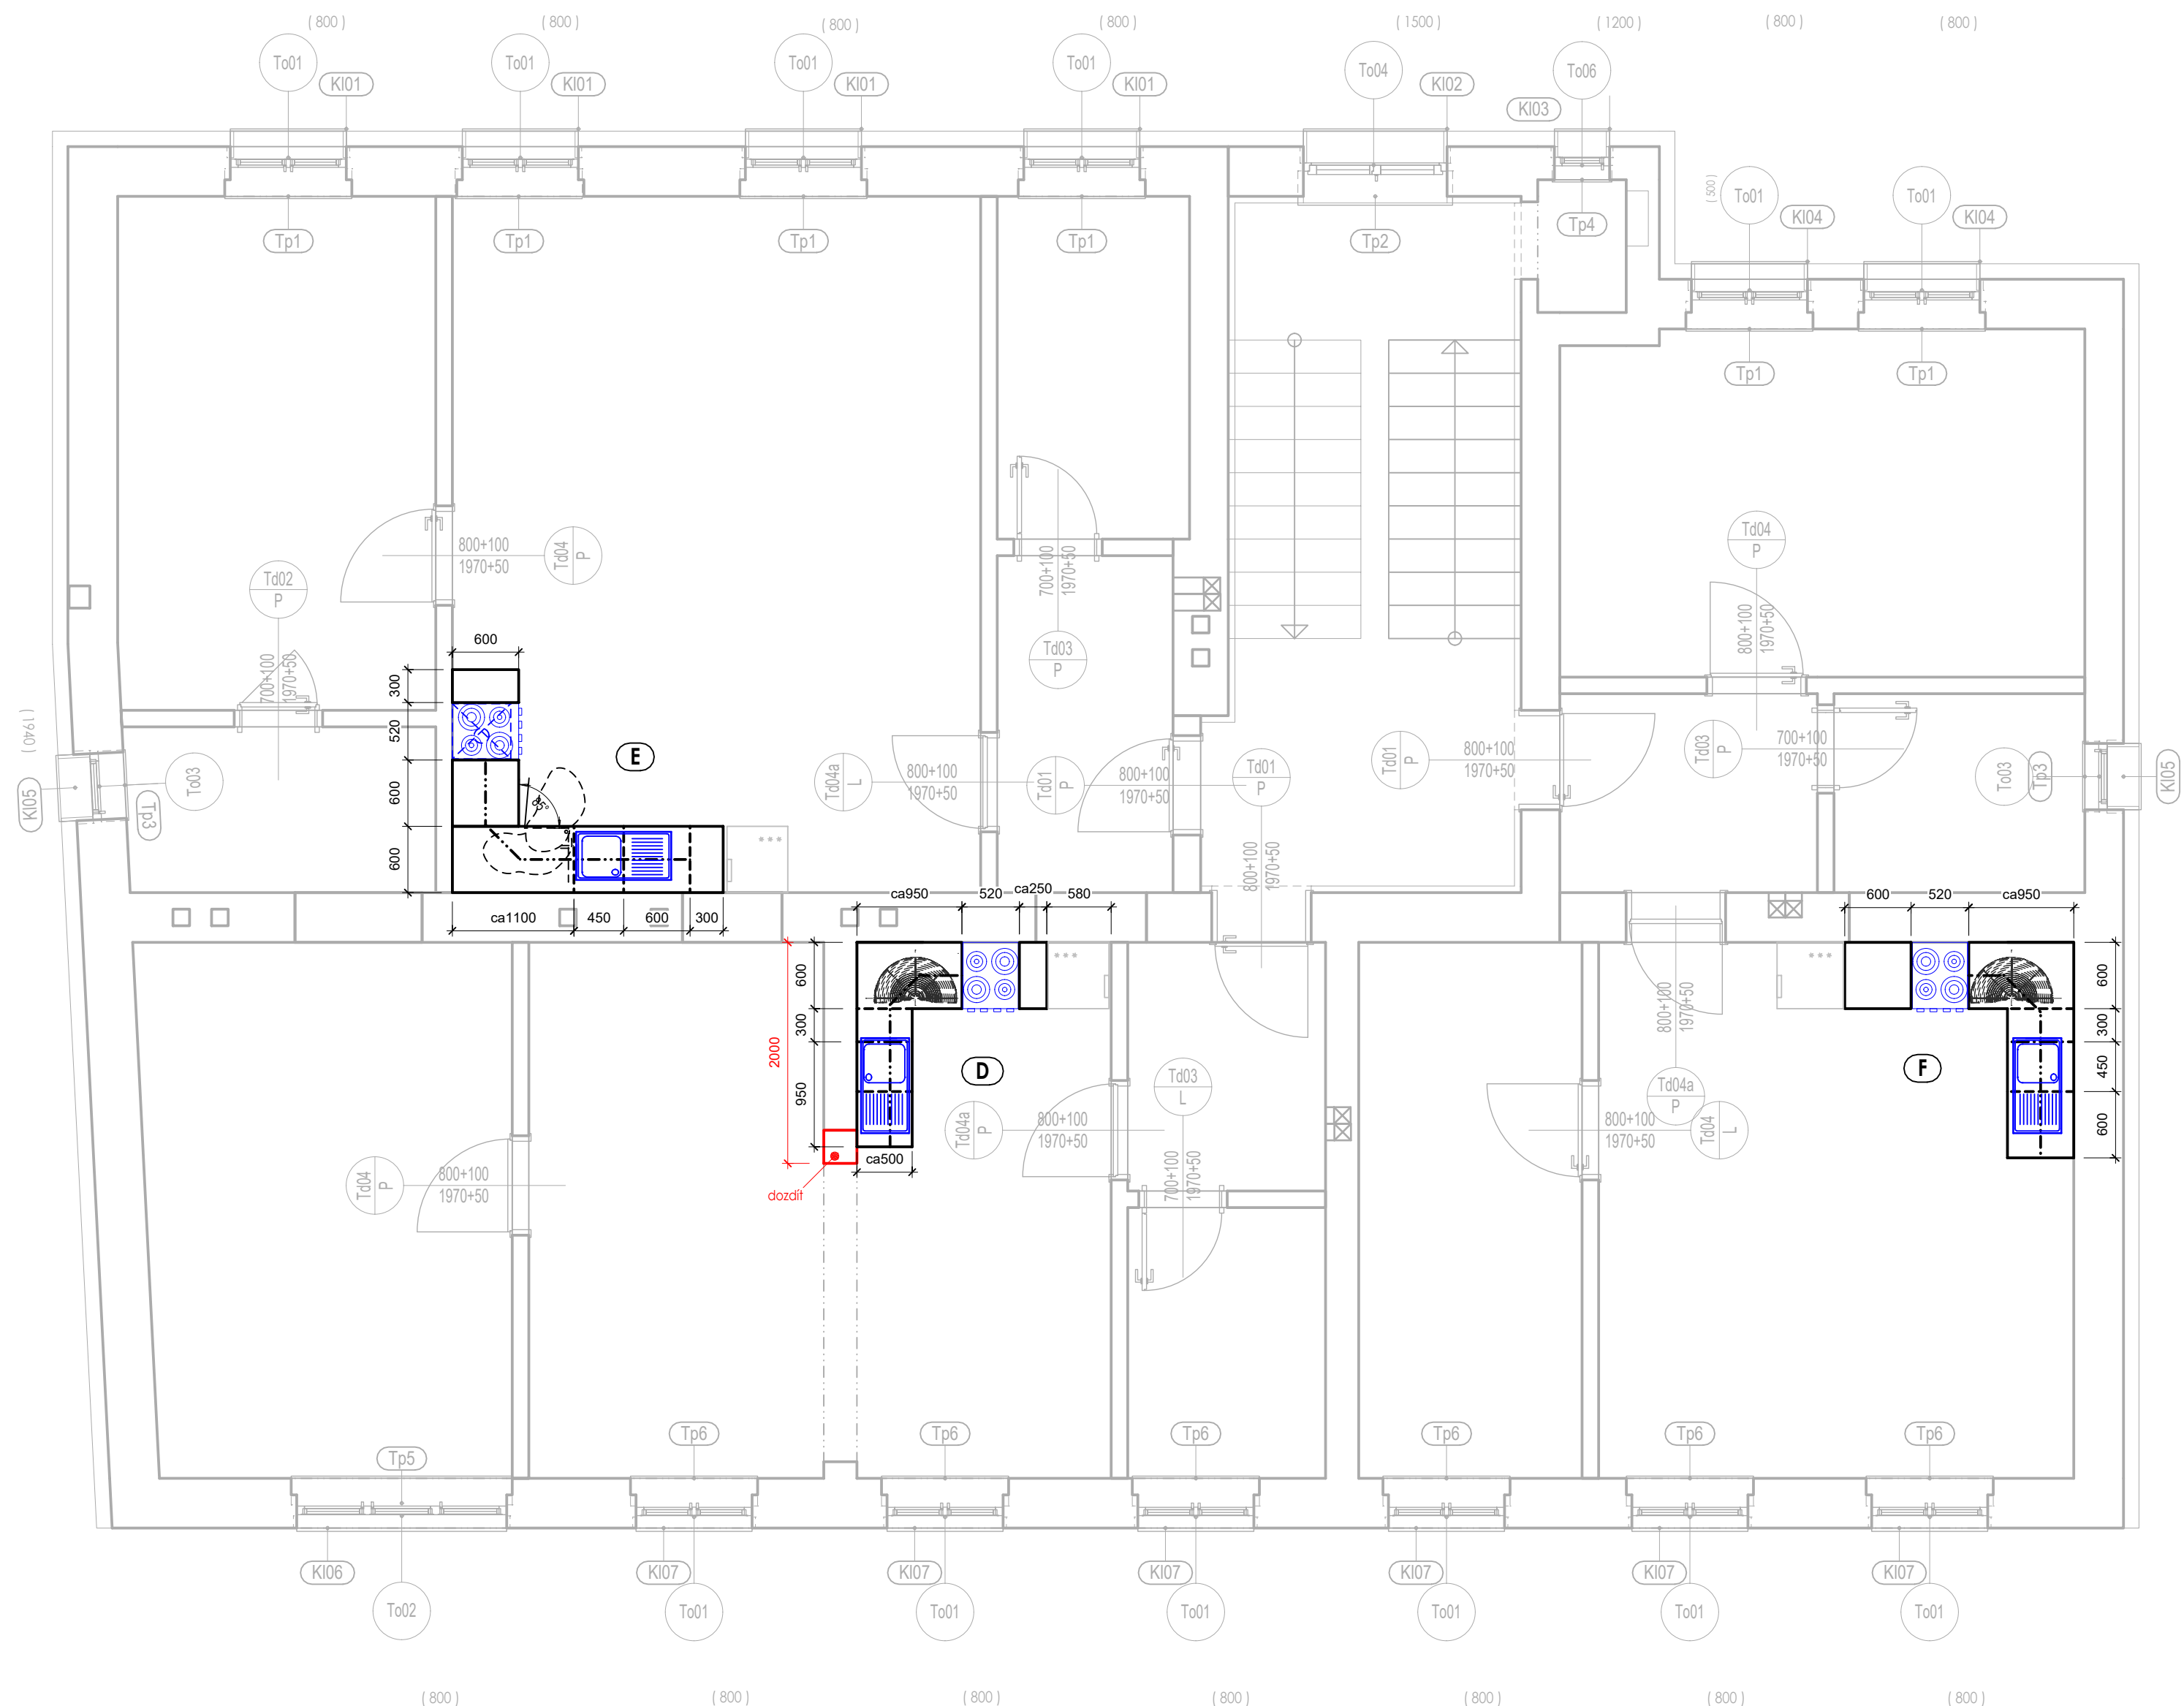 ( 800 )
( 800 )
( 800 )
( 800 )
( 1500 )
( 1200 )
( 800 )
( 800 )
To01
To01
To01
To01
To04
To06
Kl01
Kl01
Kl01
Kl01
Kl02
Kl03
( 500 )
To01
To01
Kl04
Kl04
Tp1
Tp1
Tp1
Tp1
Tp2
Tp4
Tp1
Tp1
800+100
1970+50
Td04
P
Td02
P
700+100
1970+50
700+100
1970+50
Td03
P
Td04
P
800+100
1970+50
600
300
520
600
600
85°
E
( 1940 )
Kl05
Tp3
To03
Td04a
L
800+100
1970+50
Td01
P
800+100
1970+50
Td01
P
800+100
1970+50
Td01
P
800+100
1970+50
Td03
P
700+100
1970+50
To03
Tp3
Kl05
***
ca1100
450
600
300
ca950
520
ca250
580
600
520
ca950
***
***
600
300
950
2000
D
ca500
dozdít
Td04a
P
800+100
1970+50
Td03
L
700+100
1970+50
Td04
P
800+100
1970+50
800+100
1970+50
Td04a
P
800+100
1970+50
Td04
L
F
600
300
450
600
Tp5
Tp6
Tp6
Tp6
Tp6
Tp6
Tp6
Kl06
Kl07
Kl07
Kl07
Kl07
Kl07
Kl07
To02
To01
To01
To01
To01
To01
To01
( 800 )
( 800 )
( 800 )
( 800 )
( 800 )
( 800 )
( 800 )